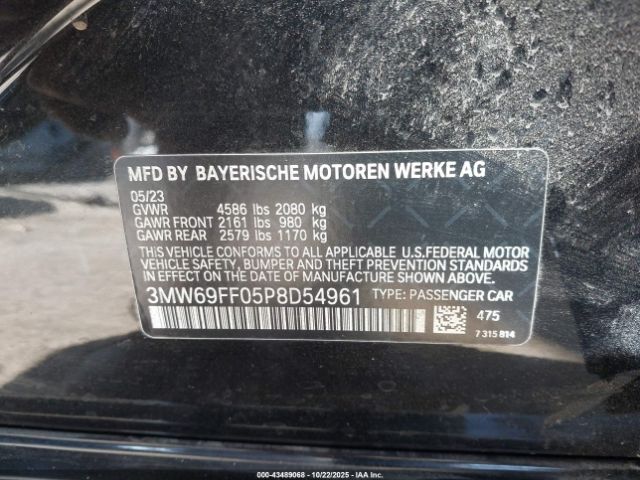 MFD BY BAYERISCHE MOTOREN WERKE AG
05/23
GVWR 4586 lbs 2080 kg
GAWR FRONT 2161 lbs 980 kg
GAWR REAR 2579 lbs 1170 kg
THIS VEHICLE CONFORMS TO ALL APPLICABLE U.S.FEDERAL MOTOR
VEHICLE SAFETY, BUMPER AND THEFT PREVENTION STANDARDS
IN EFFECT ON THE DATE OF MANUFACTURE SHOWN ABOVE.
3MW69FF05P8D54961 TYPE: PASSENGER CAR
475
7 315 814
000-43489068 - 10/22/2025 - IAA Inc.